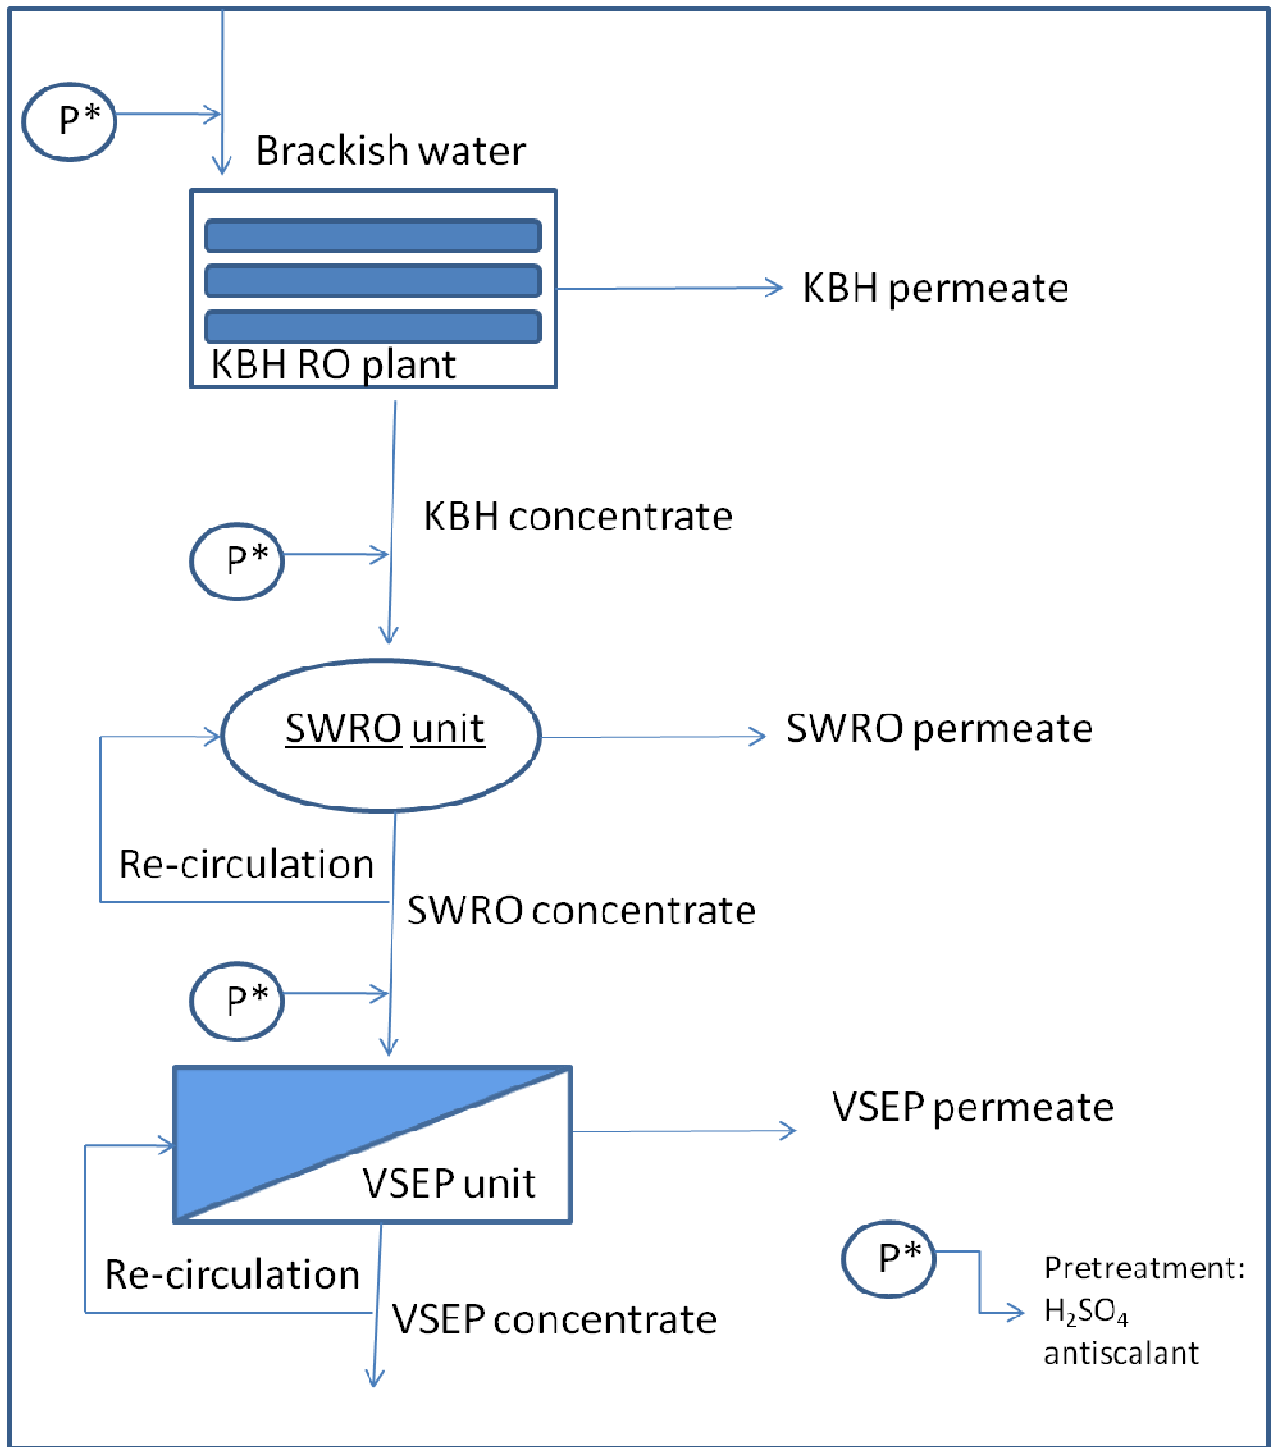 P*
Brackish water
KBH permeate
KBH RO plant
KBH concentrate
P*
SWRO unit
SWRO permeate
Re-circulation
SWRO concentrate
P*
VSEP permeate
VSEP unit
P*
Pretreatment:
H₂SO₄
antiscalant
Re-circulation
VSEP concentrate